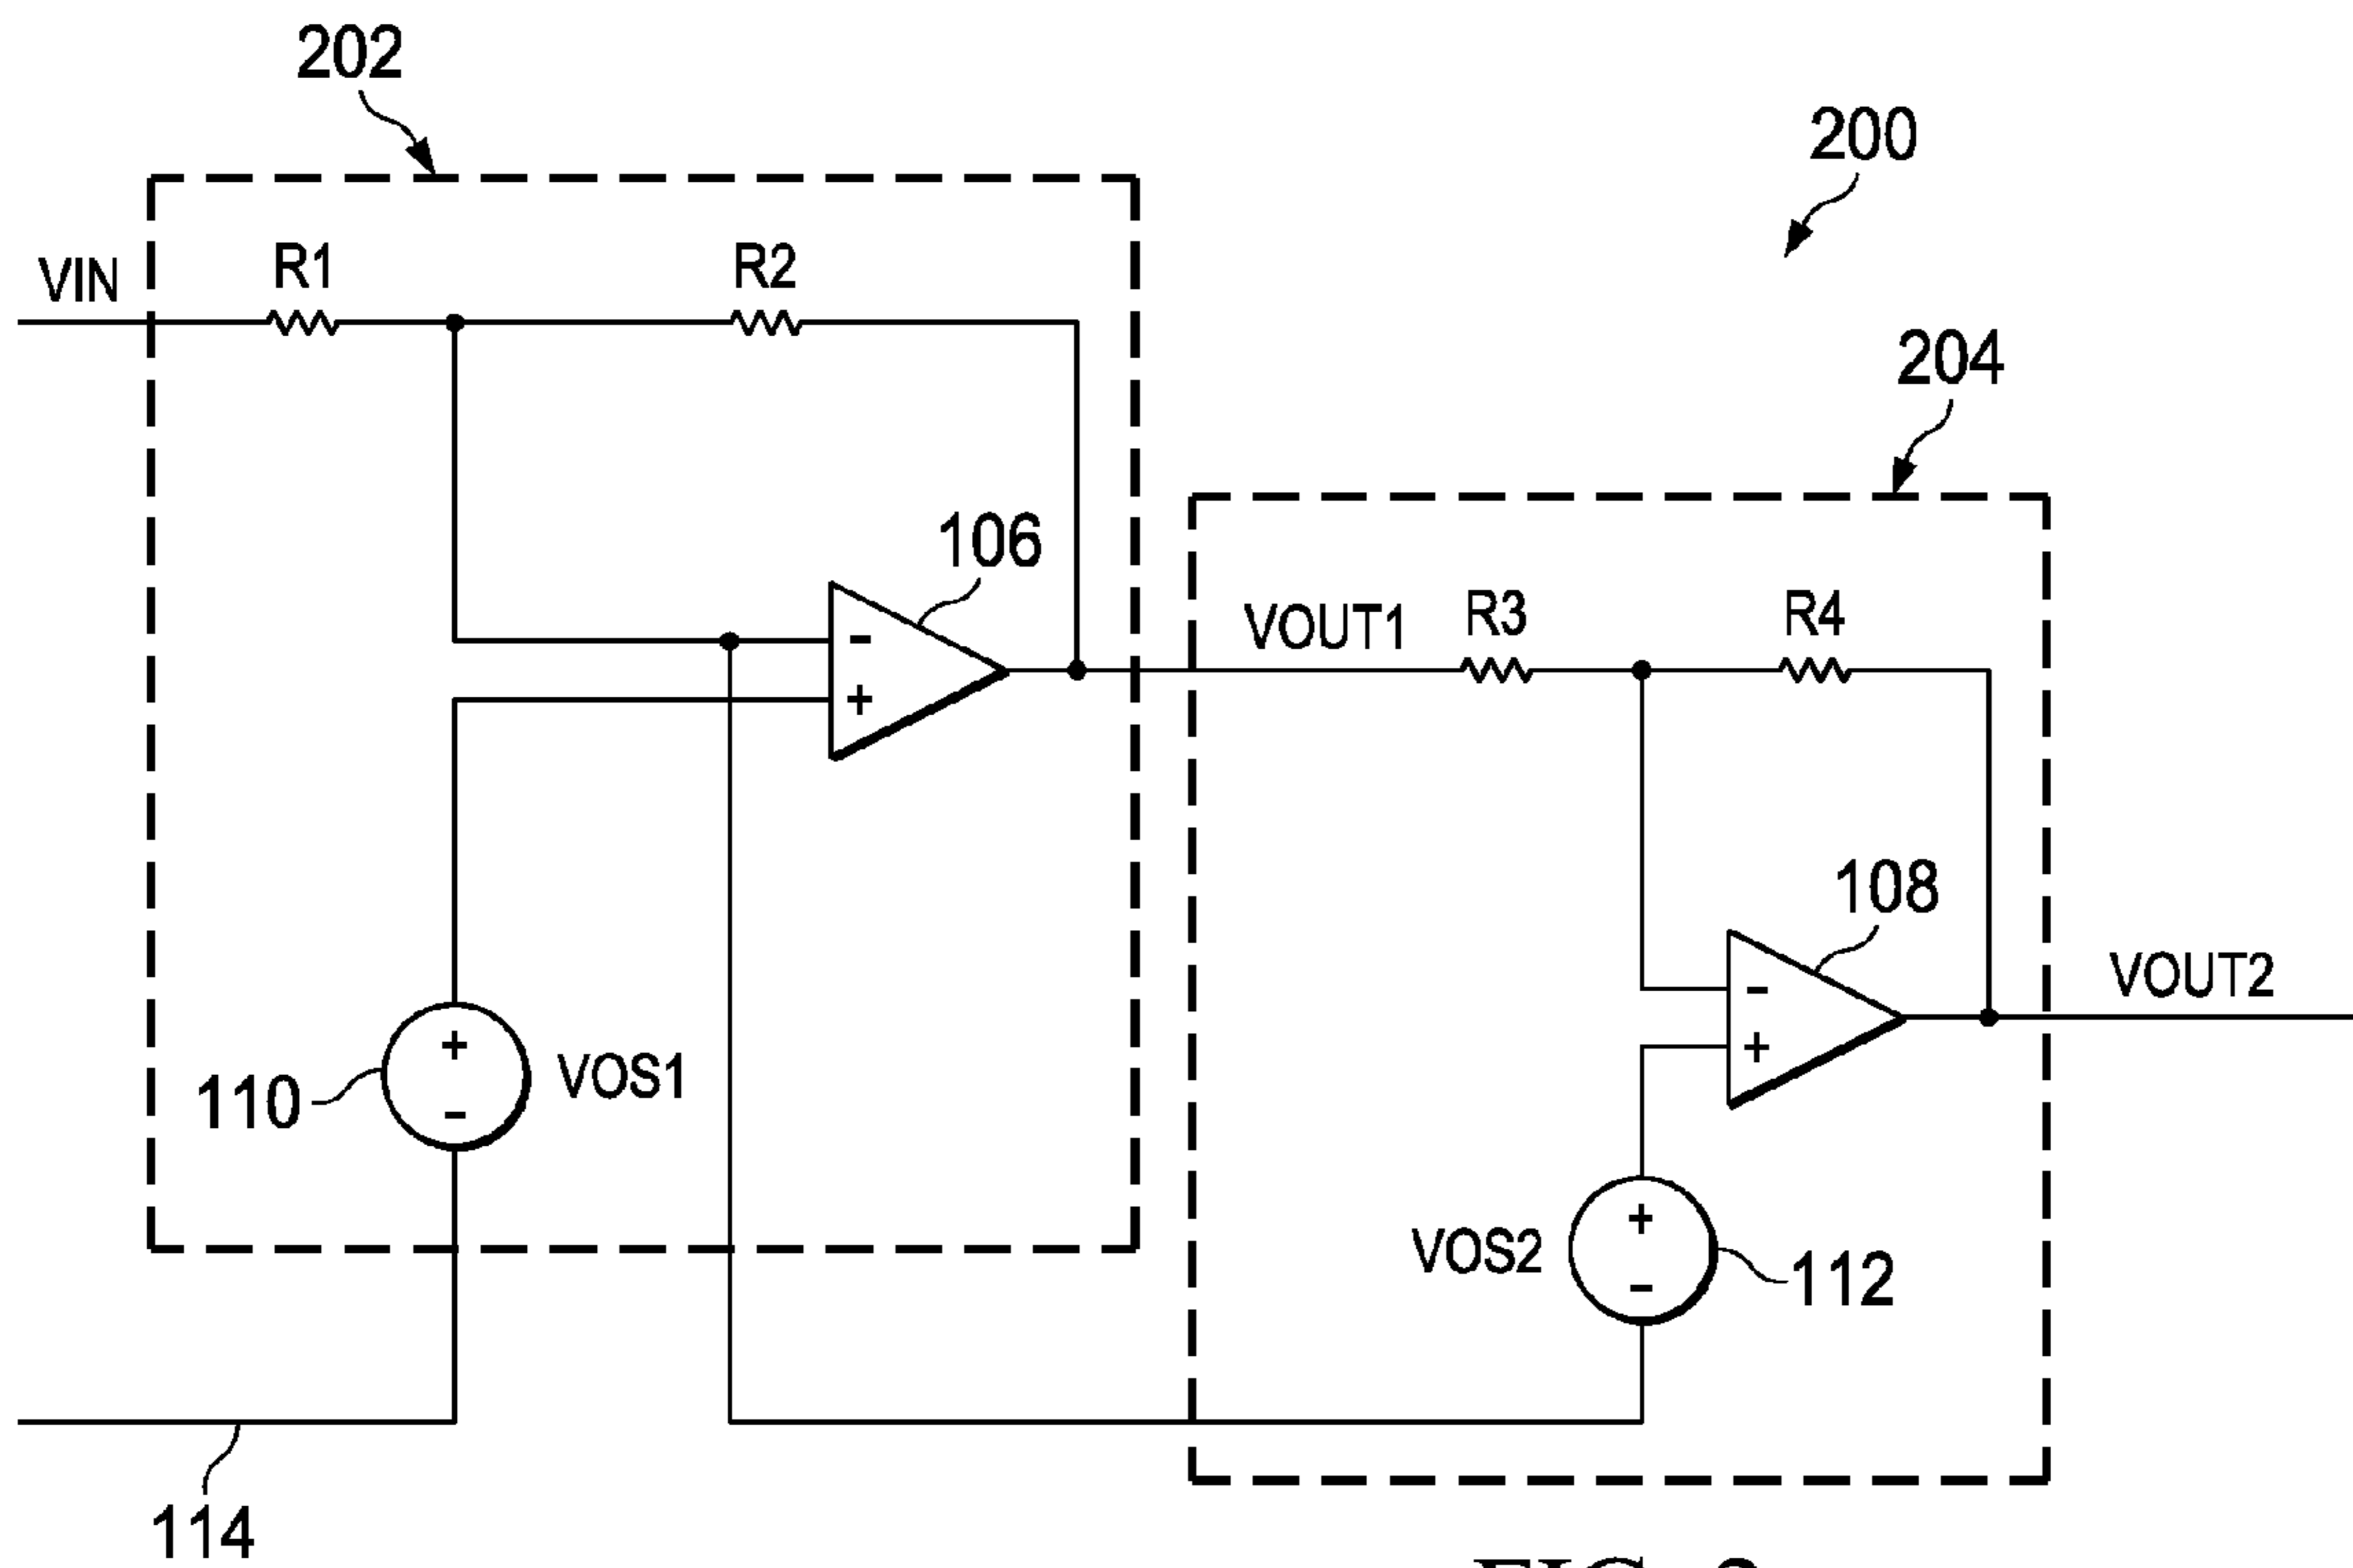 202
200
VIN
R1
R2
204
106
VOUT1
R3
R4
-
+
108
VOUT2
-
+
110
+
-
VOS1
VOS2
+
-
112
114